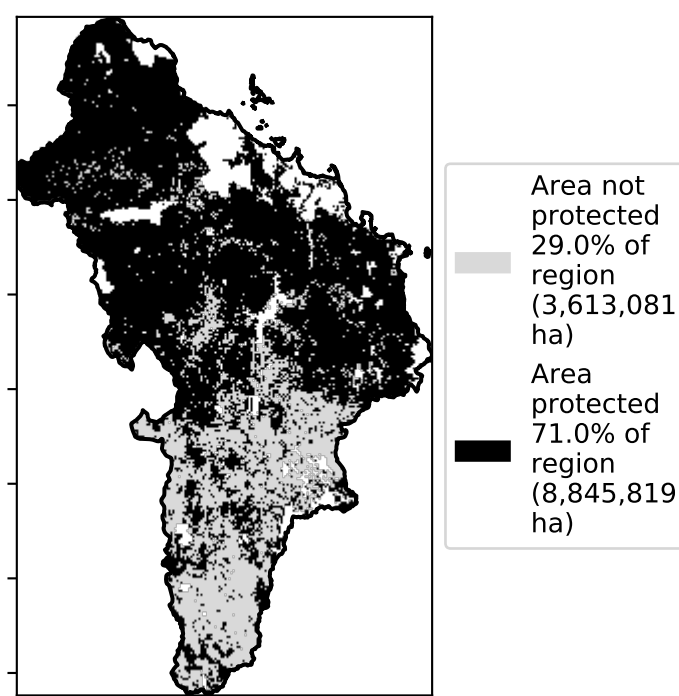 Area not
protected
29.0% of
region
(3,613,081
ha)
Area
protected
71.0% of
region
(8,845,819
ha)